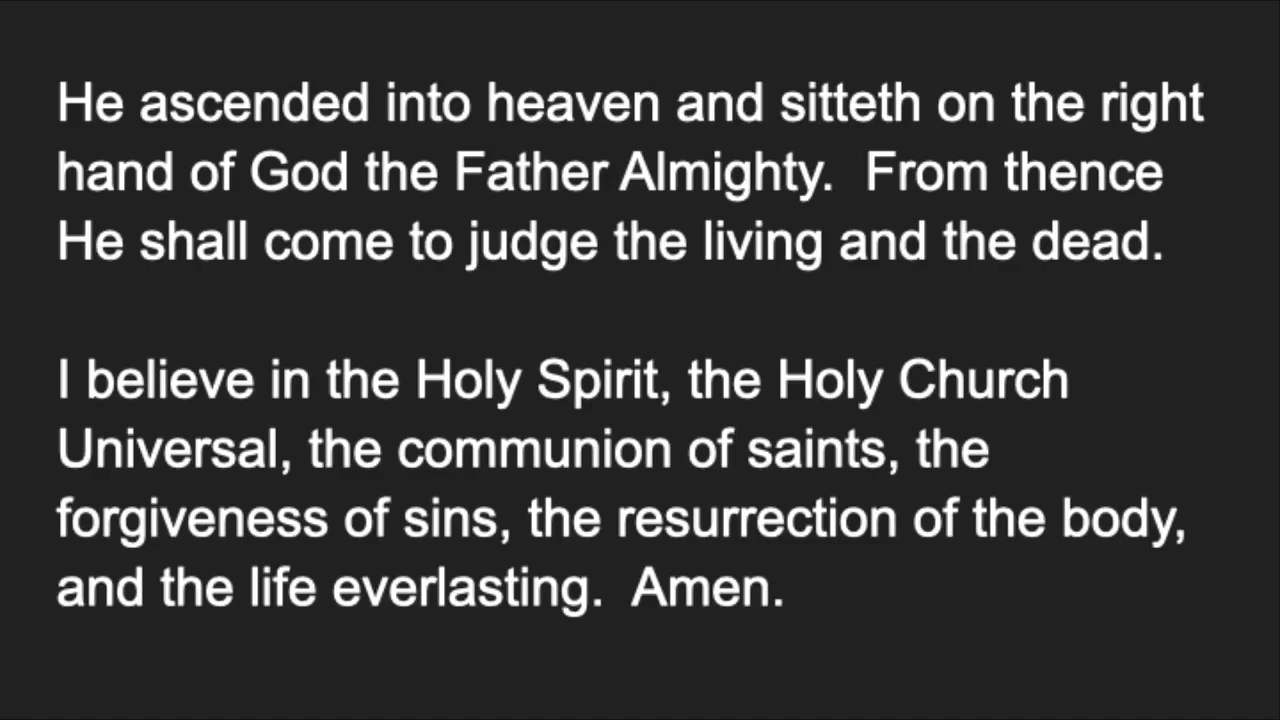 He ascended into heaven and sitteth on the right
hand of God the Father Almighty.  From thence
He shall come to judge the living and the dead.
I believe in the Holy Spirit, the Holy Church
Universal, the communion of saints, the
forgiveness of sins, the resurrection of the body,
and the life everlasting.  Amen.